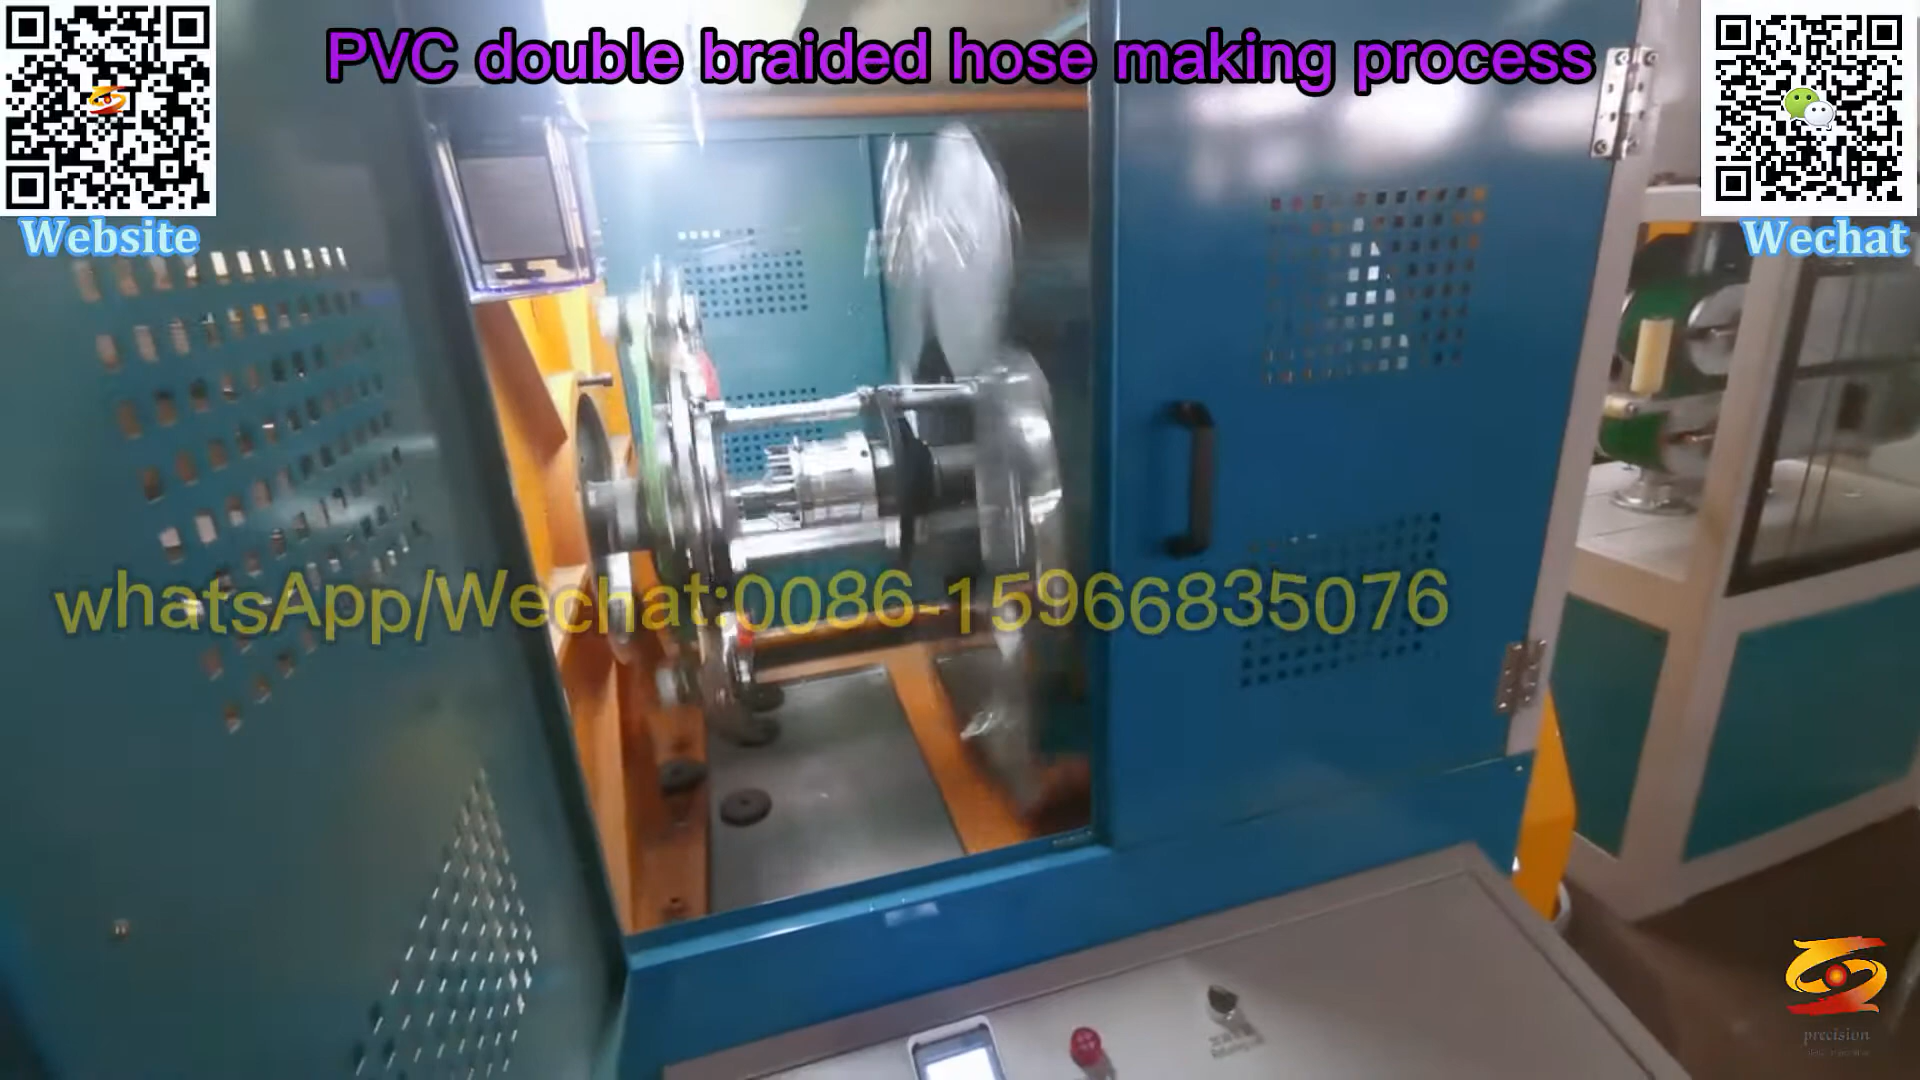 PVC double braided hose making process
Website
Wechat
whatsApp/Wechat:0086-15966835076
precision